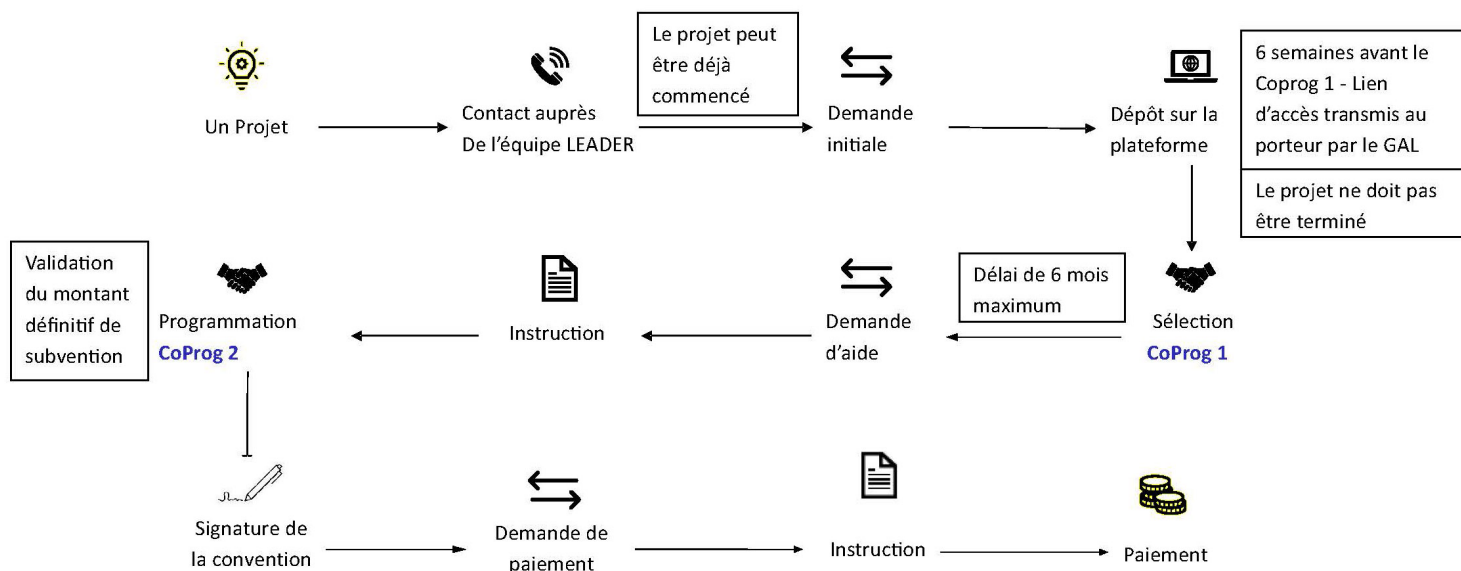 Un Projet
Contact auprès
De l'équipe LEADER
Le projet peut
être déjà
commencé
Demande
initiale
Dépôt sur la
plateforme
6 semaines avant le
Coprog 1 - Lien
d'accès transmis au
porteur par le GAL
Le projet ne doit pas
être terminé
Sélection
CoProg 1
Délai de 6 mois
maximum
Demande
d'aide
Instruction
Programmation
CoProg 2
Validation
du montant
définitif de
subvention
Signature de
la convention
Demande de
paiement
Instruction
Paiement